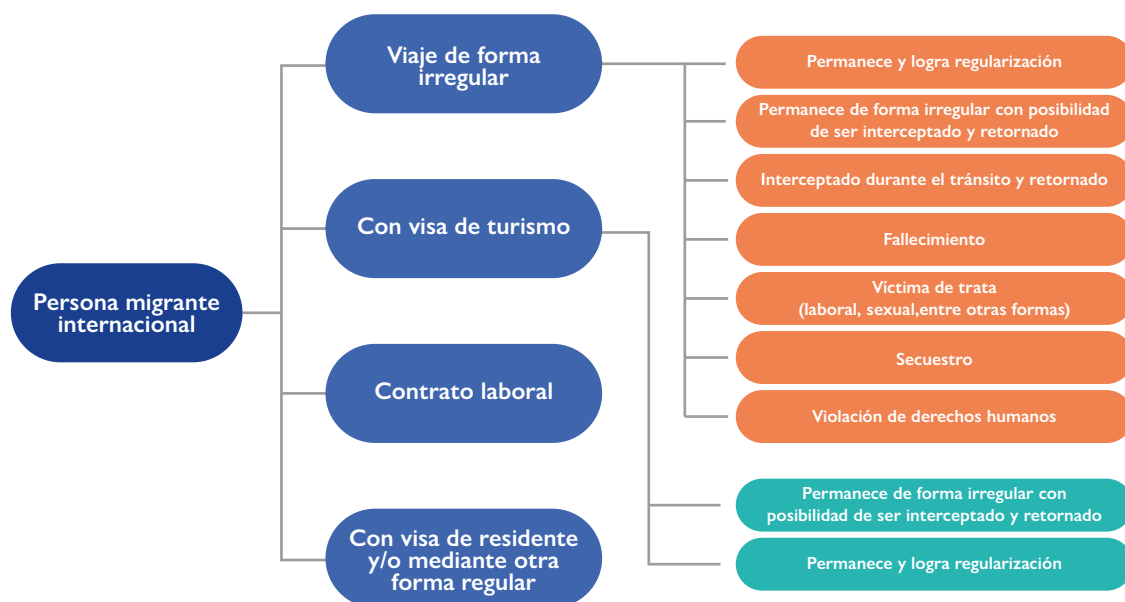 Persona migrante
internacional
Viaje de forma
irregular
Con visa de turismo
Contrato laboral
Con visa de residente
y/o mediante otra
forma regular
Permanece y logra regularización
Permanece de forma irregular con posibilidad
de ser interceptado y retornado
Interceptado durante el tránsito y retornado
Fallecimiento
Víctima de trata
(laboral, sexual,entre otras formas)
Secuestro
Violación de derechos humanos
Permanece de forma irregular con
posibilidad de ser interceptado y retornado
Permanece y logra regularización